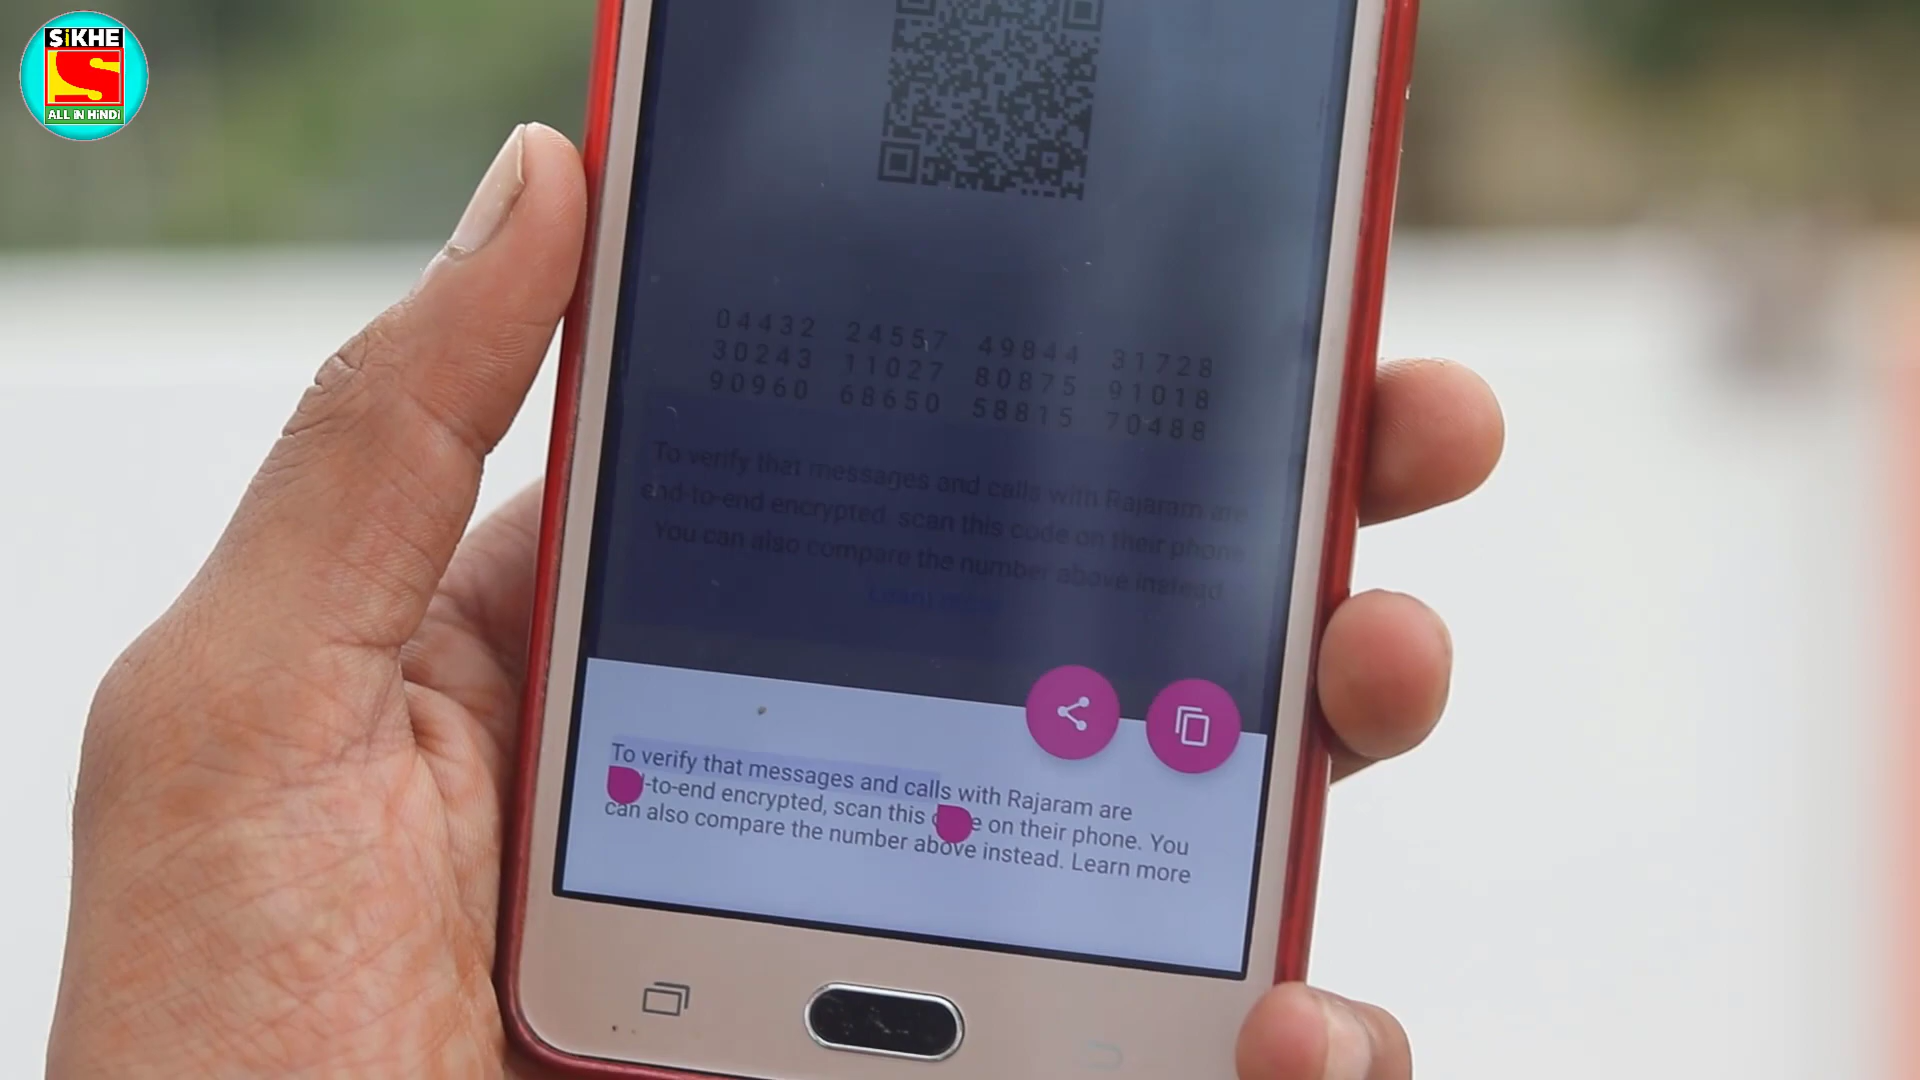 SiKHE
S
ALL iN HiNDi
04432 24557 49844 31728
30243 11027 80875 91018
90960 68650 58815 70488
To verify that messages and calls with Rajaram are
end-to-end encrypted, scan this code on their phone.
You can also compare the number above instead.
Learn more
To verify that messages and calls with Rajaram are
-to-end encrypted, scan this on their phone. You
can also compare the number above instead. Learn more